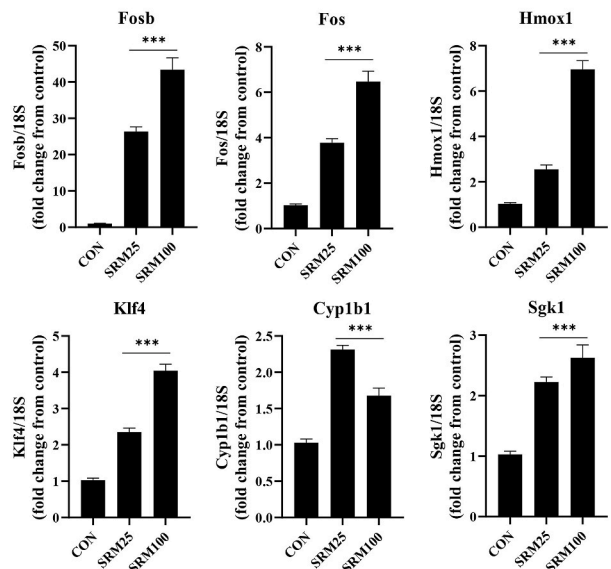 Fosb
Fosb/18S
(fold change from control)
50
40
30
20
10
0
***
CON
SRM25
SRM100
Fos
Fos/18S
(fold change from control)
8
6
4
2
0
***
CON
SRM25
SRM100
Hmox1
Hmox1/18S
(fold change from control)
8
6
4
2
0
***
CON
SRM25
SRM100
Klf4
Klf4/18S
(fold change from control)
5
4
3
2
1
0
***
CON
SRM25
SRM100
Cyp1b1
Cyp1b1/18S
(fold change from control)
2.5
2.0
1.5
1.0
0.5
0.0
***
CON
SRM25
SRM100
Sgk1
Sgk1/18S
(fold change from control)
3
2
1
0
***
CON
SRM25
SRM100